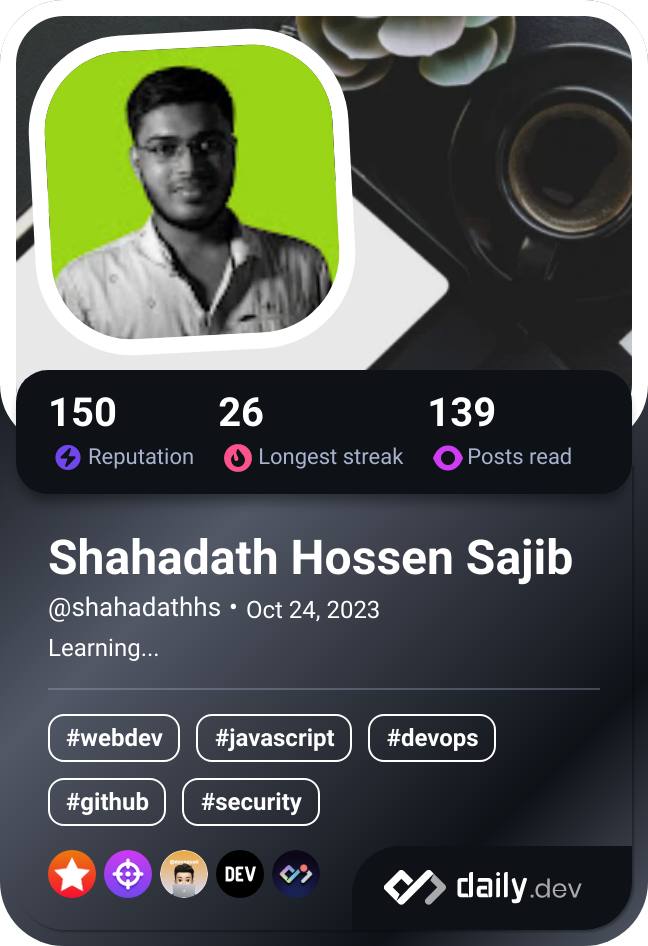 150 26 139
Reputation Longest streak Posts read
Shahadath Hossen Sajib
@shahadathhs • Oct 24, 2023
Learning...
#webdev #javascript #devops
#github #security
DEV
daily.dev